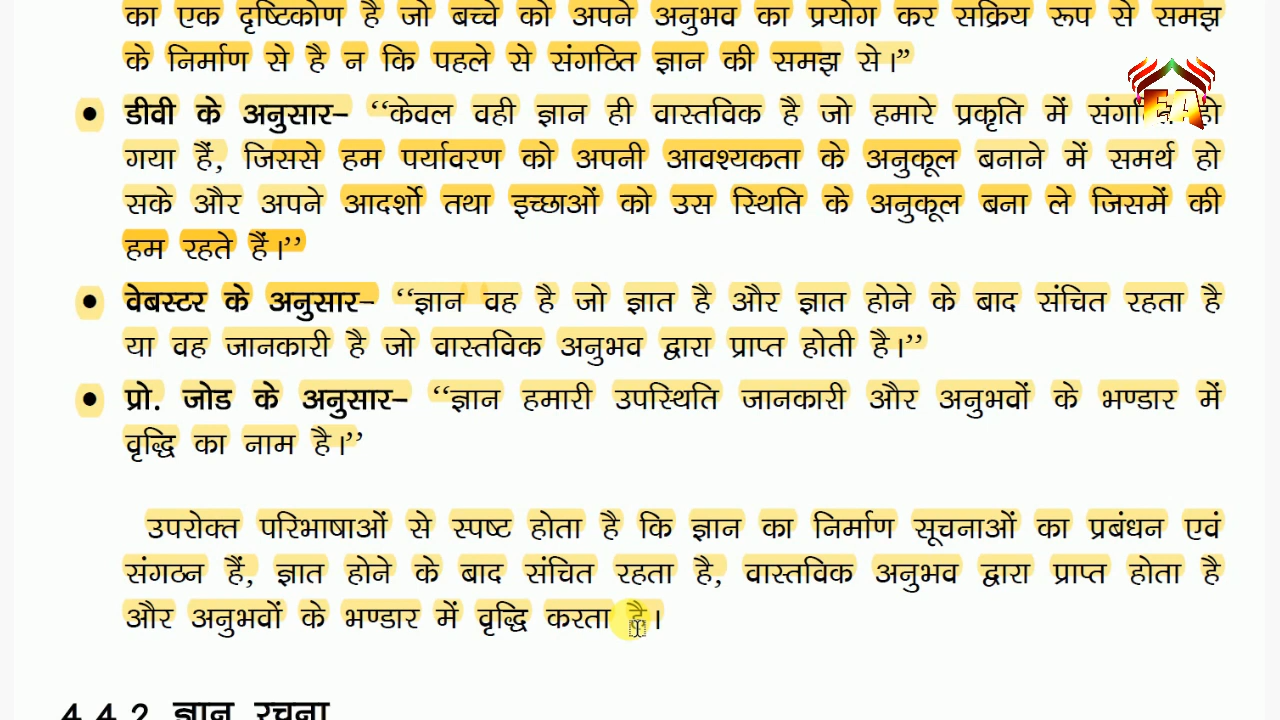 का एक दृष्टिकोण है जो बच्चे को अपने अनुभव का प्रयोग कर सक्रिय रूप से समझ
के निर्माण से है न कि पहले से संगठित ज्ञान की समझ से।”
EA
• डीवी के अनुसार– ‘‘केवल वही ज्ञान ही वास्तविक है जो हमारे प्रकृति में हो
गया हैं, जिससे हम पर्यावरण को अपनी आवश्यकता के अनुकूल बनाने में समर्थ हो
सके और अपने आदर्शो तथा इच्छाओं को उस स्थिति के अनुकूल बना ले जिसमें की
हम रहते हैं।’’
• वेबस्टर के अनुसार– ‘‘ज्ञान वह है जो ज्ञात है और ज्ञात होने के बाद संचित रहता है
या वह जानकारी है जो वास्तविक अनुभव द्वारा प्राप्त होती है।’’
• प्रो. जोड के अनुसार– ‘‘ज्ञान हमारी उपस्थिति जानकारी और अनुभवों के भण्डार में
वृद्धि का नाम है।’’
उपरोक्त परिभाषाओं से स्पष्ट होता है कि ज्ञान का निर्माण सूचनाओं का प्रबंधन एवं
संगठन हैं, ज्ञात होने के बाद संचित रहता है, वास्तविक अनुभव द्वारा प्राप्त होता है
और अनुभवों के भण्डार में वृद्धि करता है।
4.4.2 ज्ञान रचना